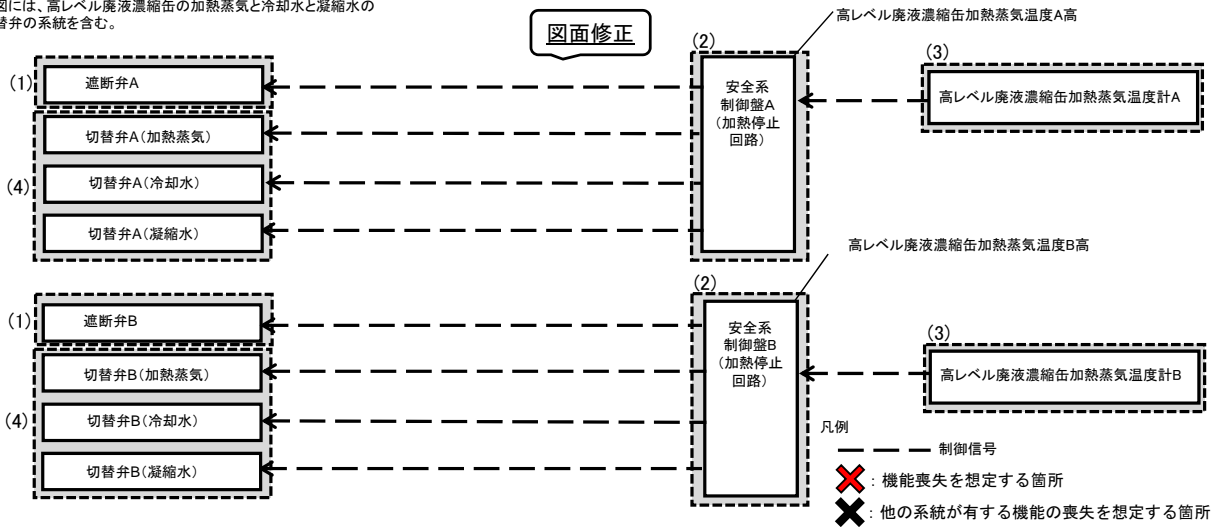 図には、高レベル廃液濃縮缶の加熱蒸気と冷却水と凝縮水の
替弁の系統を含む。
図面修正
高レベル廃液濃縮缶加熱蒸気温度A高
(1)
遮断弁A
切替弁A(加熱蒸気)
(4)
切替弁A(冷却水)
切替弁A(凝縮水)
(2)
安全系
制御盤A
(加熱停止
回路)
(3)
高レベル廃液濃縮缶加熱蒸気温度計A
高レベル廃液濃縮缶加熱蒸気温度B高
(1)
遮断弁B
切替弁B(加熱蒸気)
(4)
切替弁B(冷却水)
切替弁B(凝縮水)
(2)
安全系
制御盤B
(加熱停止
回路)
(3)
高レベル廃液濃縮缶加熱蒸気温度計B
凡例
制御信号
:機能喪失を想定する箇所
:他の系統が有する機能の喪失を想定する箇所